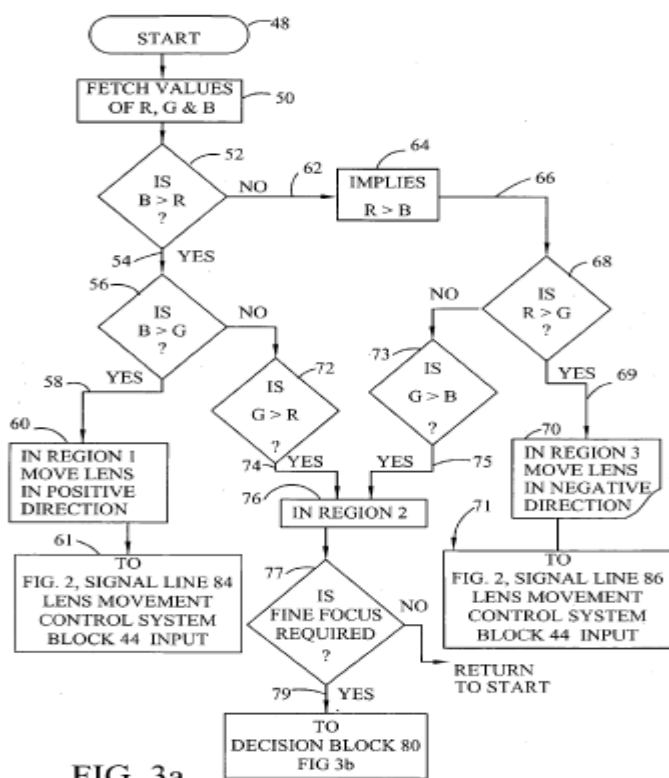 START
48
FETCH VALUES
OF R, G & B
50
52
IS
B > R
?
NO
62
64
IMPLIES
R > B
66
54
YES
56
IS
B > G
?
NO
68
IS
R > G
?
NO
58
YES
72
IS
G > R
?
73
IS
G > B
?
YES
69
60
IN REGION 1
MOVE LENS
IN POSITIVE
DIRECTION
74
YES
YES
75
70
IN REGION 3
MOVE LENS
IN NEGATIVE
DIRECTION
76
IN REGION 2
61
TO
FIG. 2, SIGNAL LINE 84
LENS MOVEMENT
CONTROL SYSTEM
BLOCK 44 INPUT
71
TO
FIG. 2, SIGNAL LINE 86
LENS MOVEMENT
CONTROL SYSTEM
BLOCK 44 INPUT
77
IS
FINE FOCUS
REQUIRED
?
NO
RETURN
TO START
79
YES
TO
DECISION BLOCK 80
FIG 3b
FIG. 3a